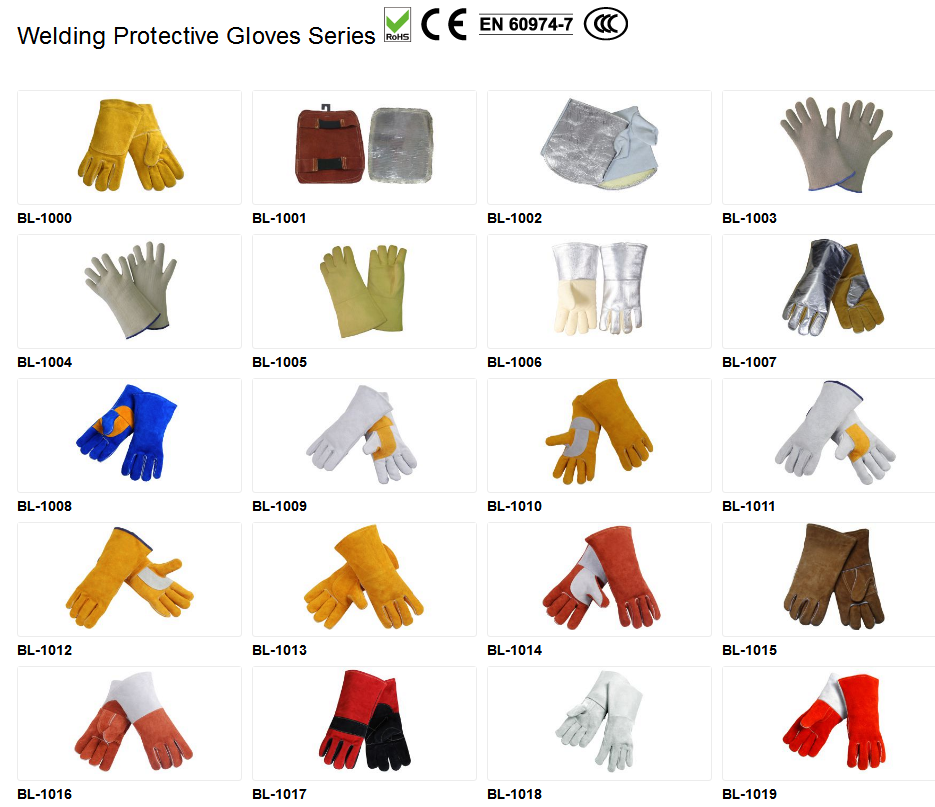 Welding Protective Gloves Series RoHS CE EN 60974-7 CCC
BL-1000 BL-1001 BL-1002 BL-1003
BL-1004 BL-1005 BL-1006 BL-1007
BL-1008 BL-1009 BL-1010 BL-1011
BL-1012 BL-1013 BL-1014 BL-1015
BL-1016 BL-1017 BL-1018 BL-1019